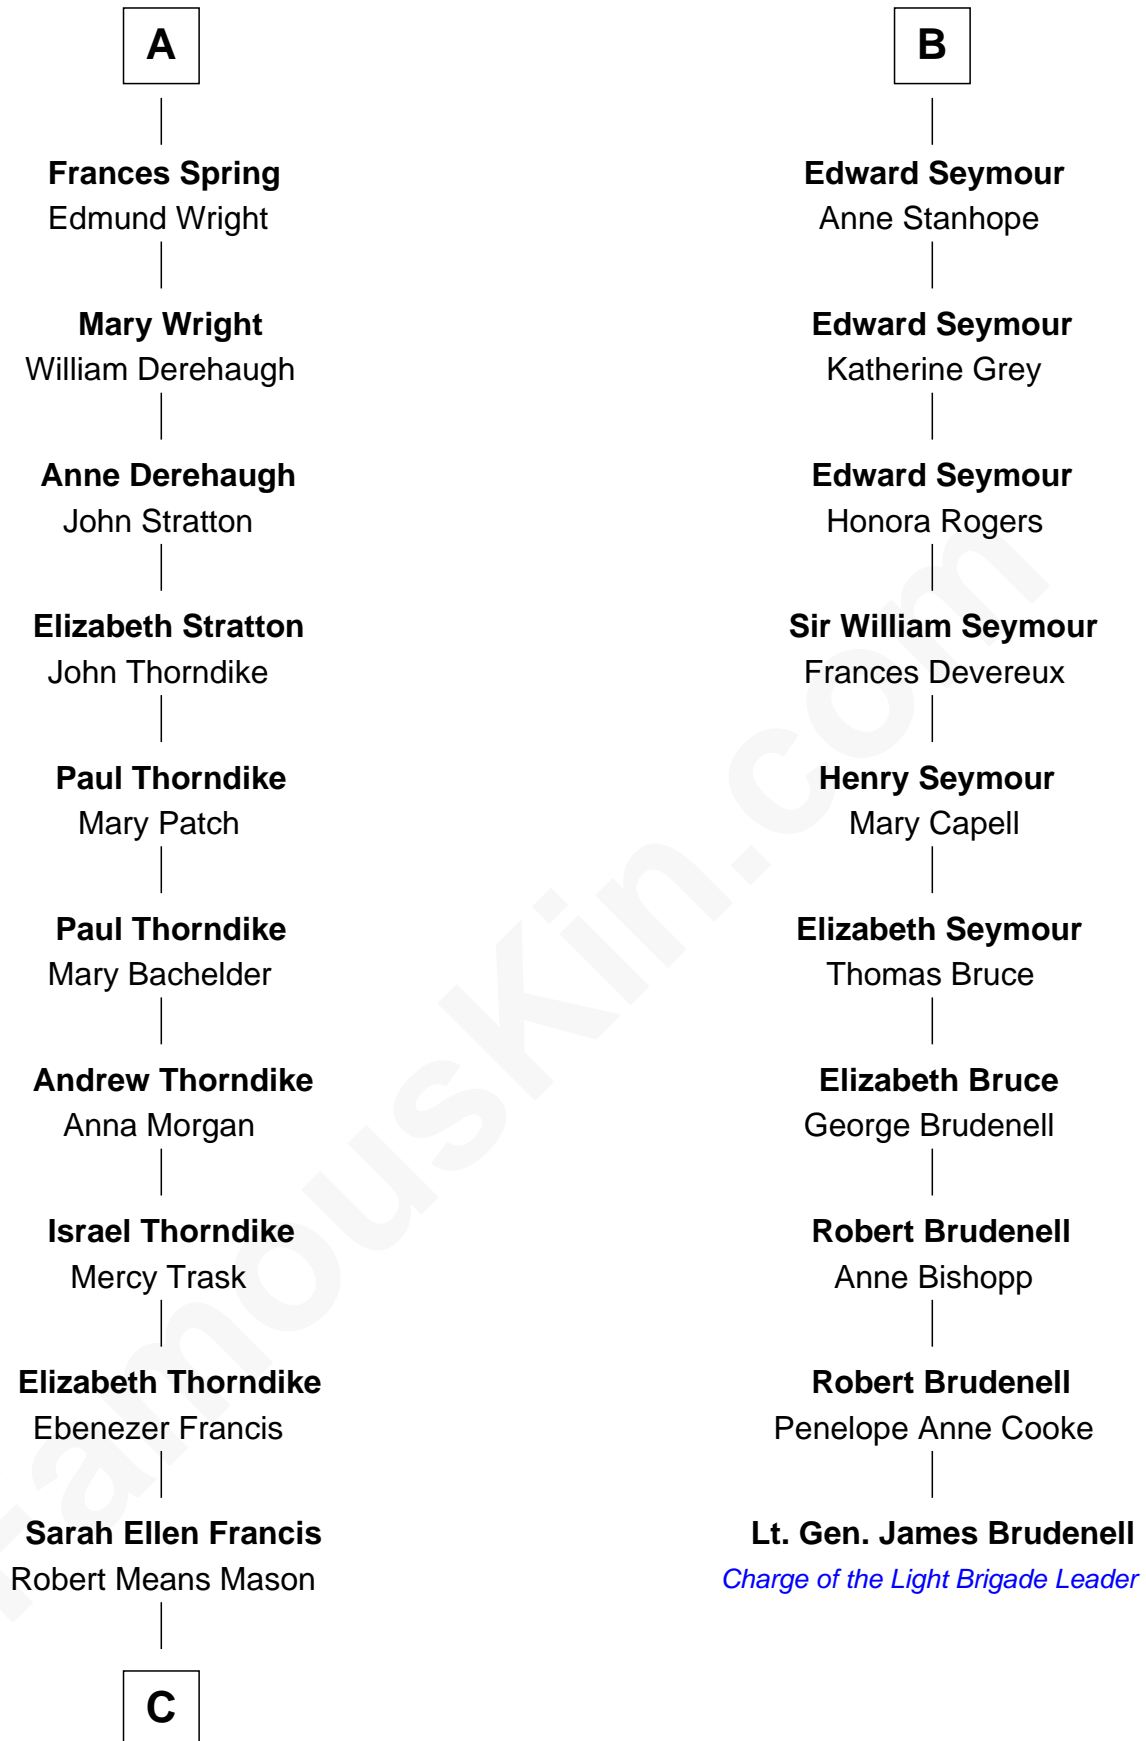 A
Frances Spring
Edmund Wright
Mary Wright
William Derehaugh
Anne Derehaugh
John Stratton
Elizabeth Stratton
John Thorndike
Paul Thorndike
Mary Patch
Paul Thorndike
Mary Bachelder
Andrew Thorndike
Anna Morgan
Israel Thorndike
Mercy Trask
Elizabeth Thorndike
Ebenezer Francis
Sarah Ellen Francis
Robert Means Mason
C
B
Edward Seymour
Anne Stanhope
Edward Seymour
Katherine Grey
Edward Seymour
Honora Rogers
Sir William Seymour
Frances Devereux
Henry Seymour
Mary Capell
Elizabeth Seymour
Thomas Bruce
Elizabeth Bruce
George Brudenell
Robert Brudenell
Anne Bishopp
Robert Brudenell
Penelope Anne Cooke
Lt. Gen. James Brudenell
Charge of the Light Brigade Leader
FamousKin.com